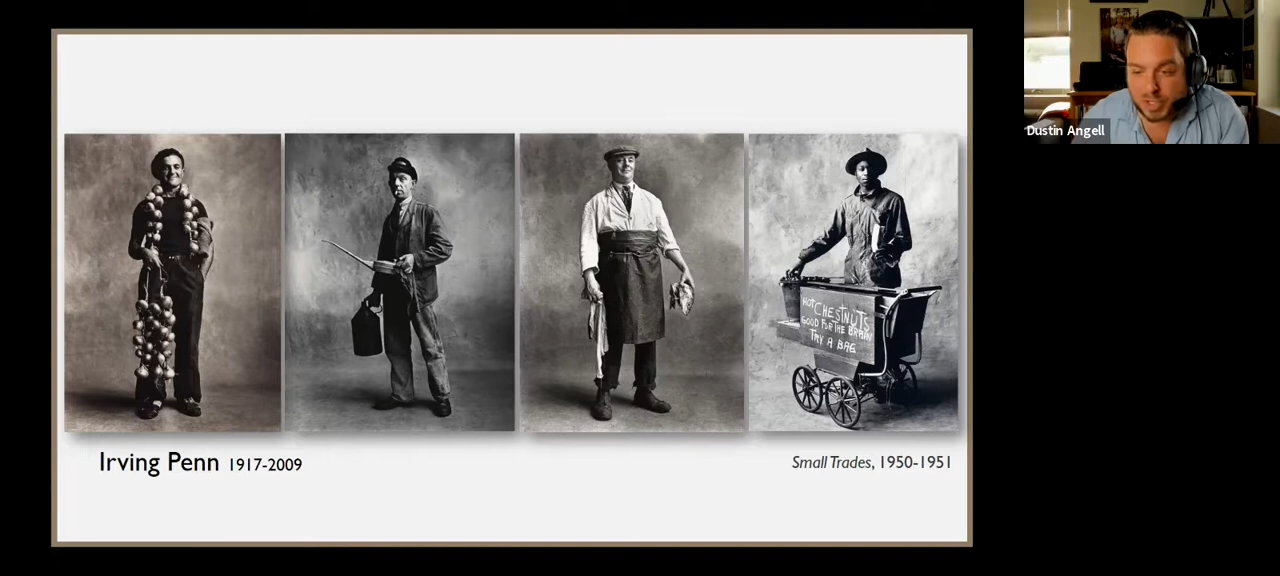 HOT CHESTNUTS
GOOD FOR THE BRAIN
TRY A BAG
Irving Penn 1917-2009
Small Trades, 1950-1951
Dustin Angell